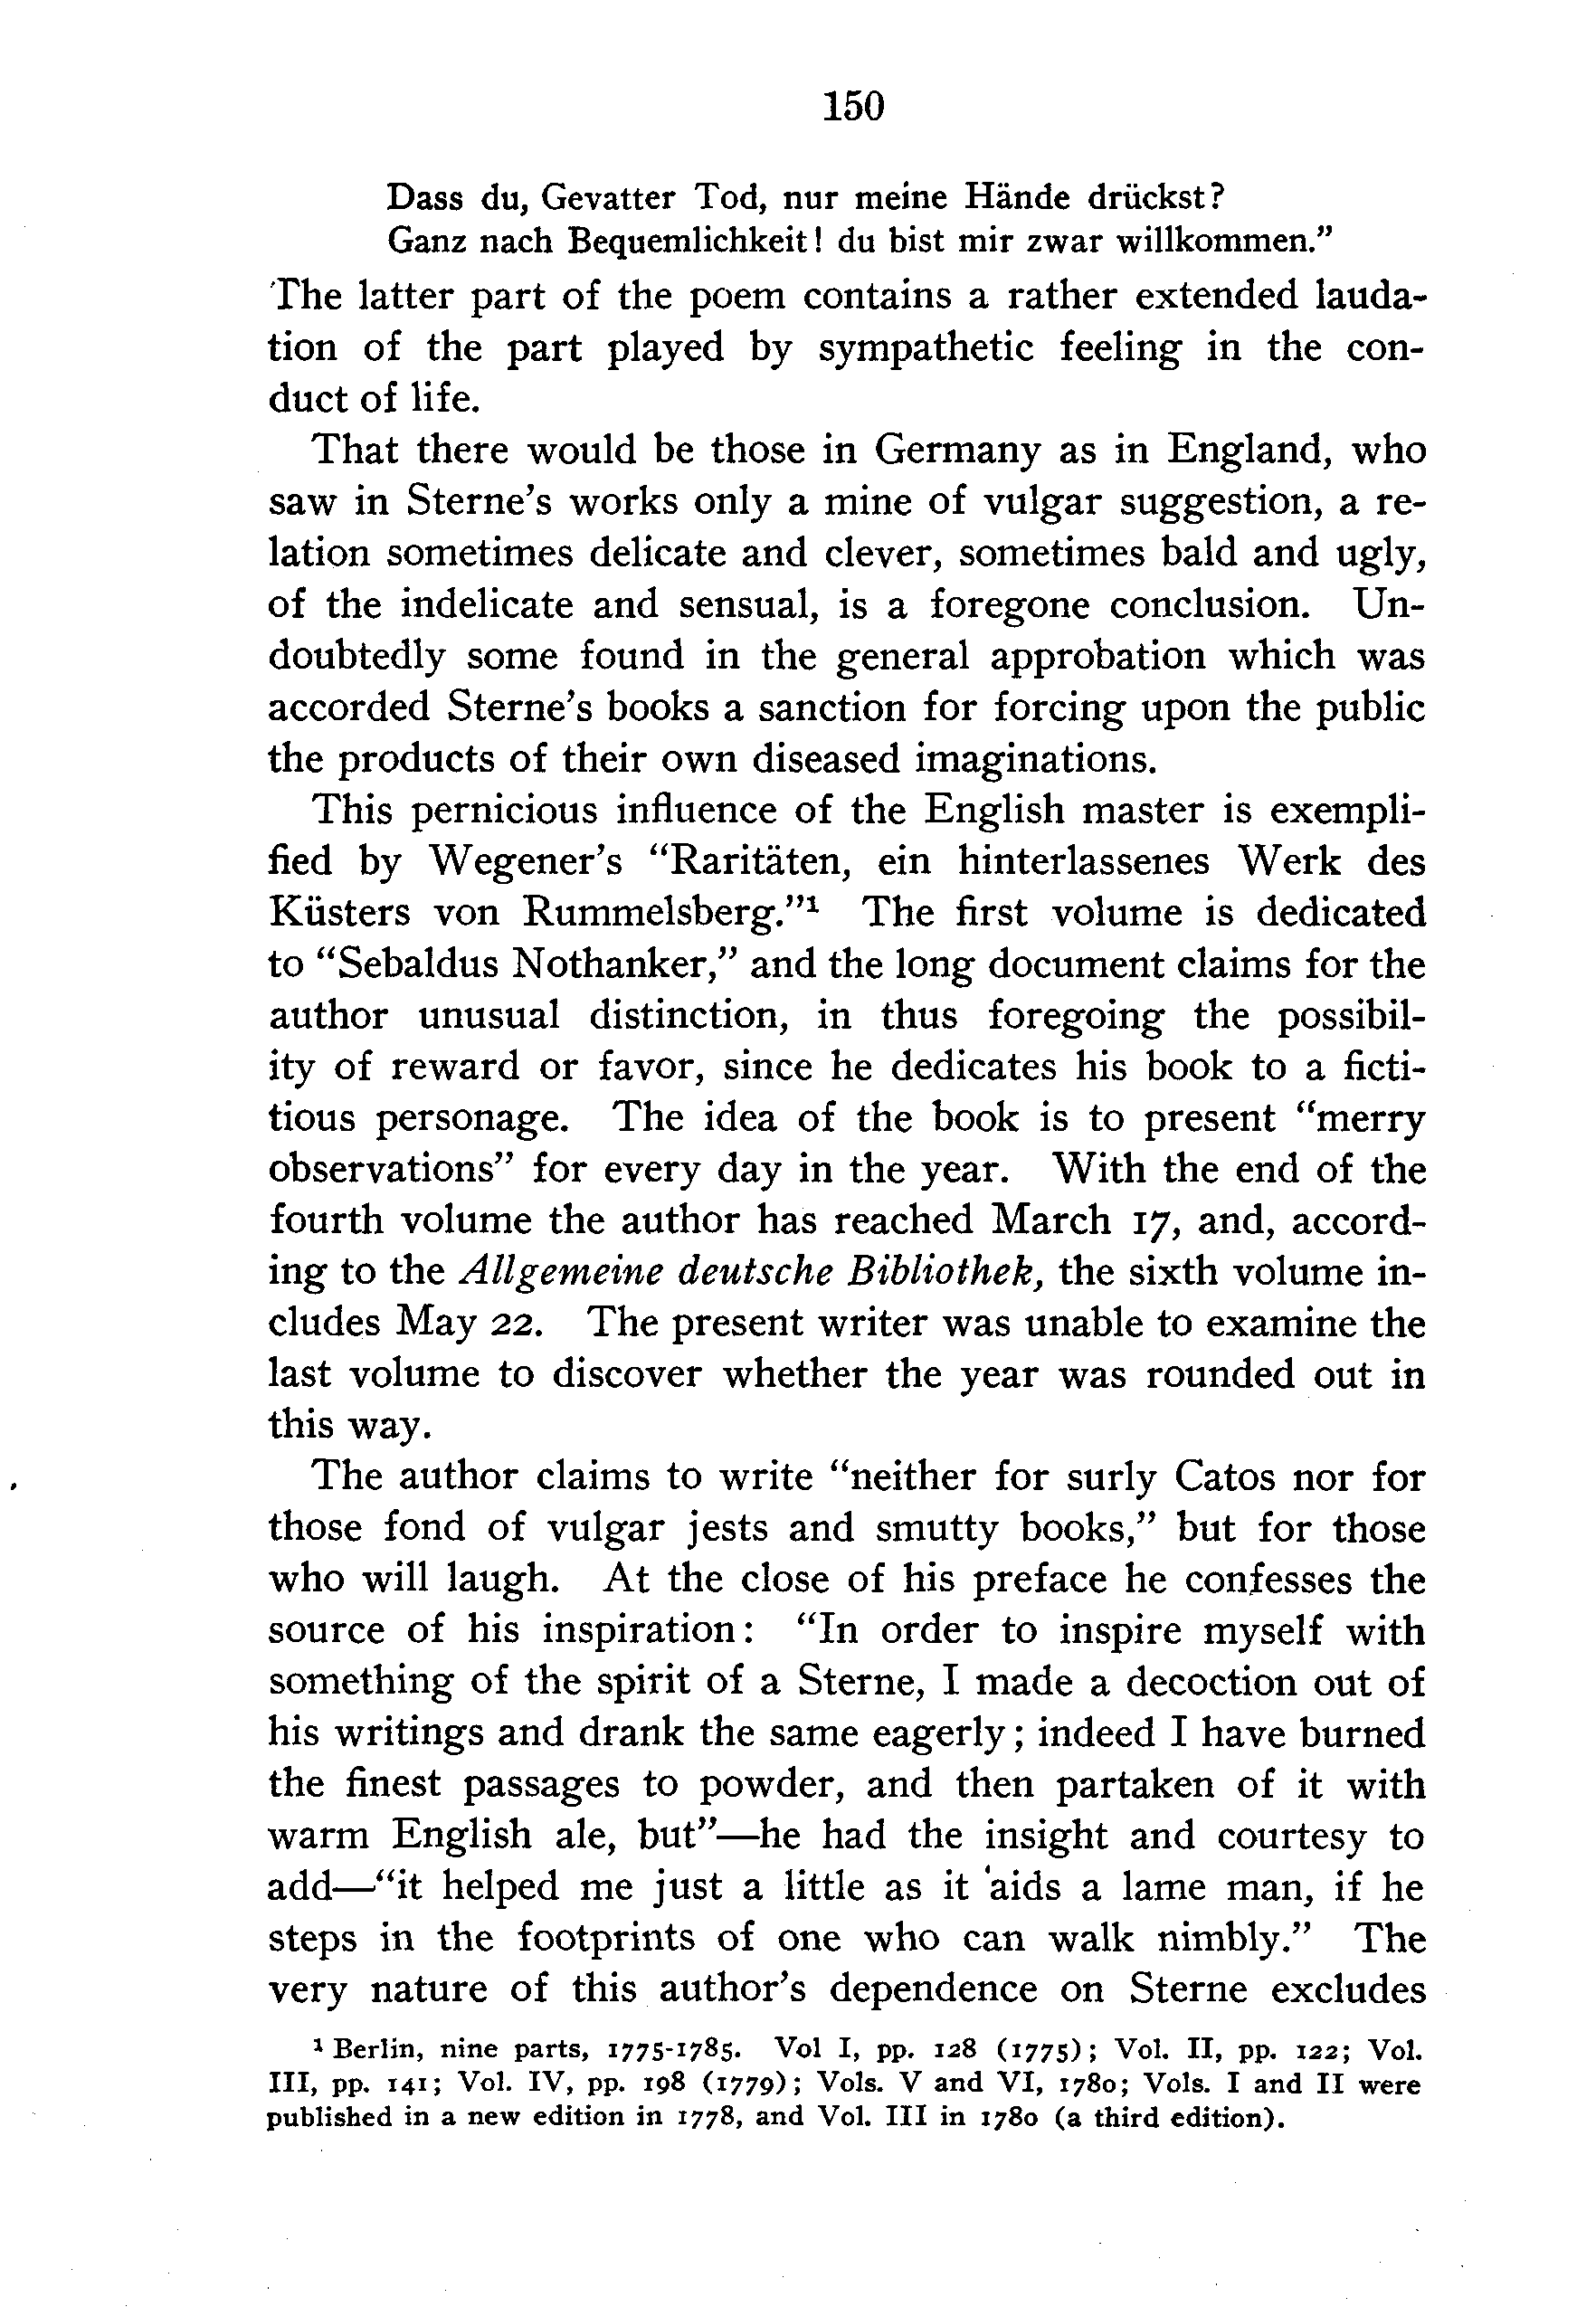 150
Dass du, Gevatter Tod, nur meine Hände drückst?
Ganz nach Bequemlichkeit! du bist mir zwar willkommen."
The latter part of the poem contains a rather extended lauda-
tion of the part played by sympathetic feeling in the con-
duct of life.
That there would be those in Germany as in England, who
saw in Sterne's works only a mine of vulgar suggestion, a re-
lation sometimes delicate and clever, sometimes bald and ugly,
of the indelicate and sensual, is a foregone conclusion. Un-
doubtedly some found in the general approbation which was
accorded Sterne's books a sanction for forcing upon the public
the products of their own diseased imaginations.
This pernicious influence of the English master is exempli-
fied by Wegener's "Raritäten, ein hinterlassenes Werk des
Küsters von Rummelsberg."¹ The first volume is dedicated
to "Sebaldus Nothanker," and the long document claims for the
author unusual distinction, in thus foregoing the possibil-
ity of reward or favor, since he dedicates his book to a ficti-
tious personage. The idea of the book is to present "merry
observations" for every day in the year. With the end of the
fourth volume the author has reached March 17, and, accord-
ing to the Allgemeine deutsche Bibliothek, the sixth volume in-
cludes May 22. The present writer was unable to examine the
last volume to discover whether the year was rounded out in
this way.
The author claims to write "neither for surly Catos nor for
those fond of vulgar jests and smutty books," but for those
who will laugh. At the close of his preface he confesses the
source of his inspiration: "In order to inspire myself with
something of the spirit of a Sterne, I made a decoction out of
his writings and drank the same eagerly; indeed I have burned
the finest passages to powder, and then partaken of it with
warm English ale, but"—he had the insight and courtesy to
add—"it helped me just a little as it aids a lame man, if he
steps in the footprints of one who can walk nimbly." The
very nature of this author's dependence on Sterne excludes
¹ Berlin, nine parts, 1775-1785. Vol I, pp. 128 (1775); Vol. II, pp. 122; Vol.
III, pp. 141; Vol. IV, pp. 198 (1779); Vols. V and VI, 1780; Vols. I and II were
published in a new edition in 1778, and Vol. III in 1780 (a third edition).